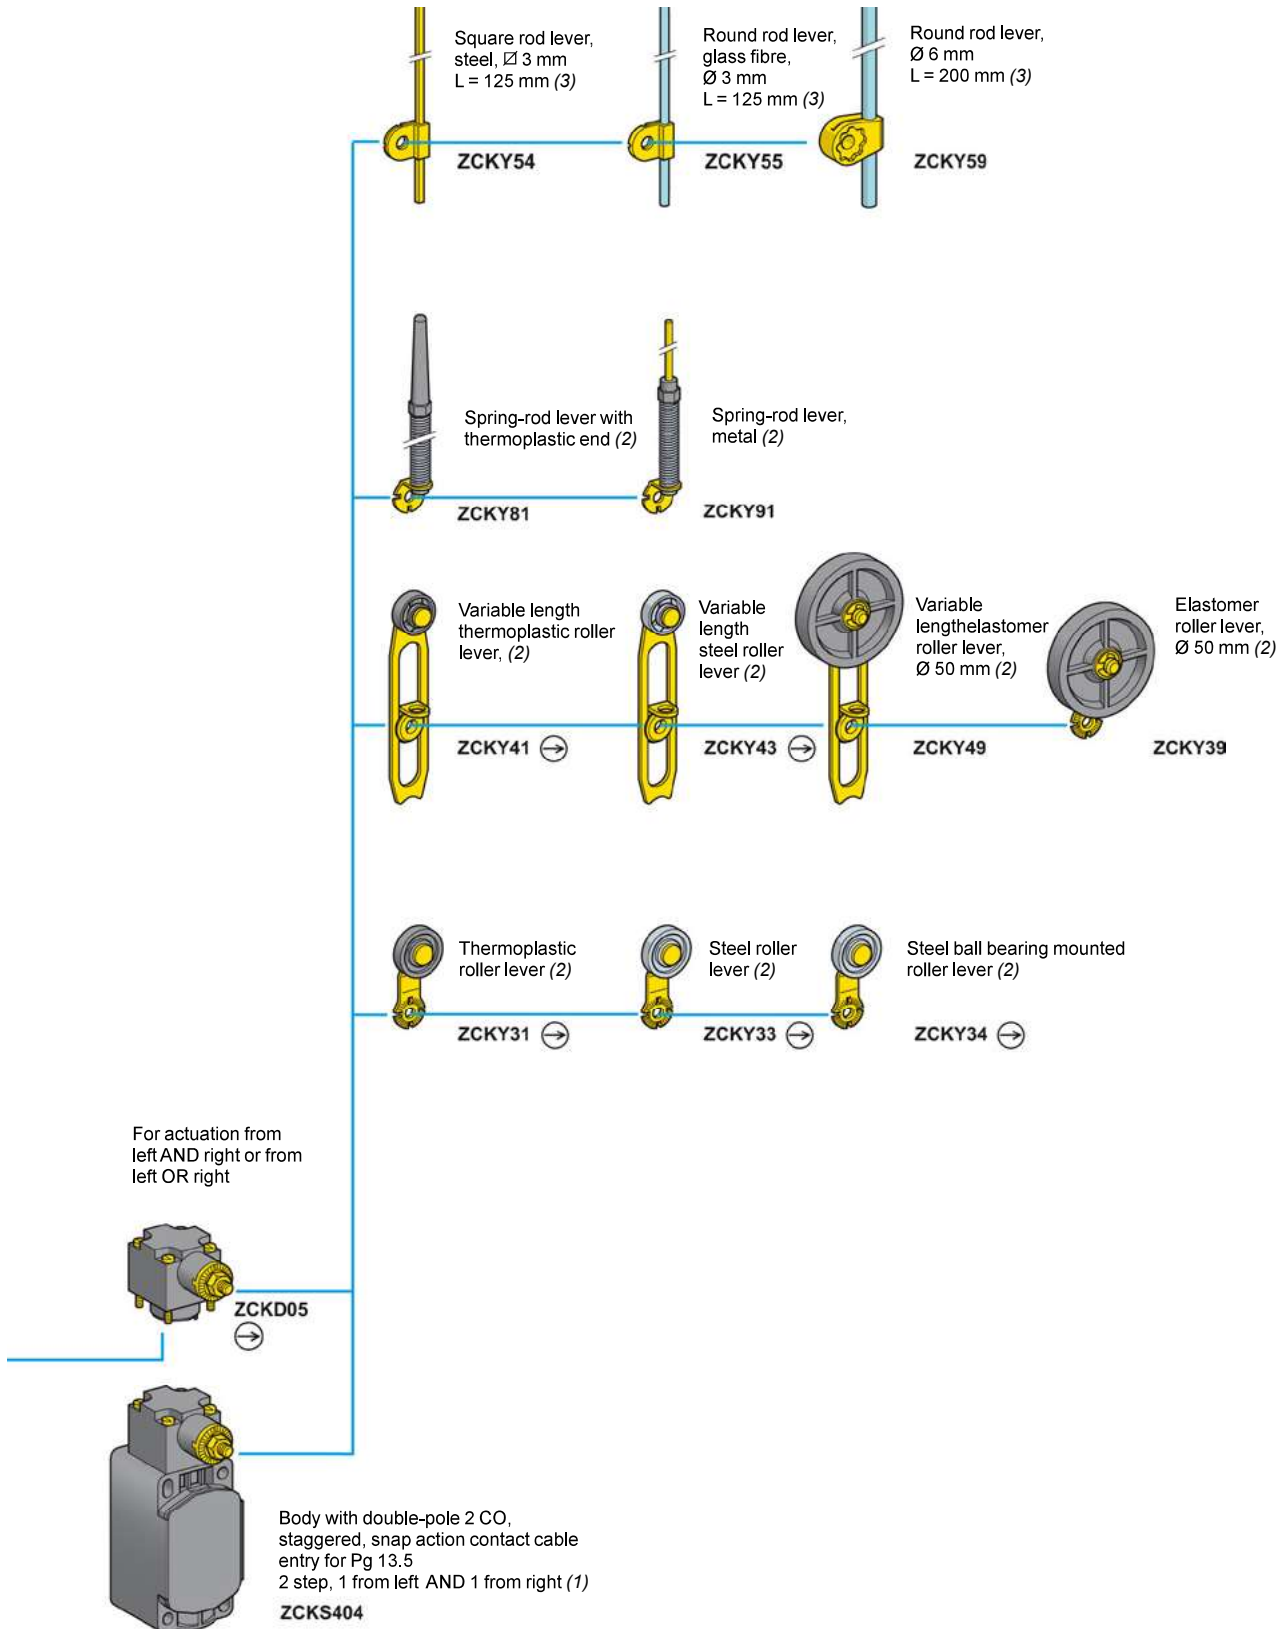 Square rod lever,
steel, ⌀ 3 mm
L = 125 mm (3)
ZCKY54
Round rod lever,
glass fibre,
Ø 3 mm
L = 125 mm (3)
ZCKY55
Round rod lever,
Ø 6 mm
L = 200 mm (3)
ZCKY59
Spring-rod lever with
thermoplastic end (2)
ZCKY81
Spring-rod lever,
metal (2)
ZCKY91
Variable length
thermoplastic roller
lever, (2)
ZCKY41
Variable
length
steel roller
lever (2)
ZCKY43
Variable
lengthelastomer
roller lever,
Ø 50 mm (2)
ZCKY49
Elastomer
roller lever,
Ø 50 mm (2)
ZCKY39
Thermoplastic
roller lever (2)
ZCKY31
Steel roller
lever (2)
ZCKY33
Steel ball bearing mounted
roller lever (2)
ZCKY34
For actuation from
left AND right or from
left OR right
ZCKD05
Body with double-pole 2 CO,
staggered, snap action contact cable
entry for Pg 13.5
2 step, 1 from left AND 1 from right (1)
ZCKS404